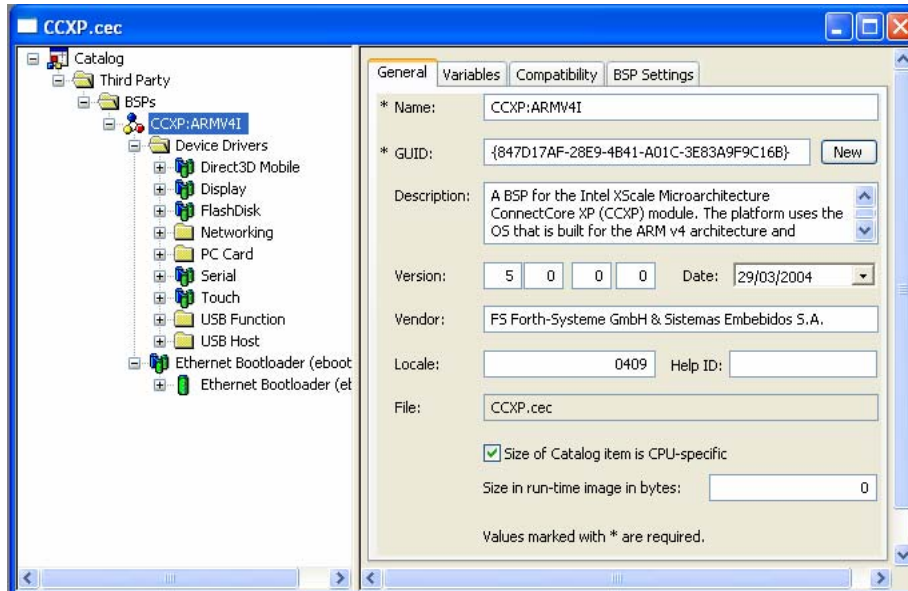 CCXP.cec
Catalog
Third Party
BSPs
CCXP:ARMV4I
Device Drivers
Direct3D Mobile
Display
FlashDisk
Networking
PC Card
Serial
Touch
USB Function
USB Host
Ethernet Bootloader (eboot
Ethernet Bootloader (et
General Variables Compatibility BSP Settings
* Name: CCXP:ARMV4I
* GUID: {847D17AF-28E9-4B41-A01C-3E83A9F9C16B} New
Description: A BSP for the Intel XScale Microarchitecture
ConnectCore XP (CCXP) module. The platform uses the
OS that is built for the ARM v4 architecture and
Version: 5 0 0 0 Date: 29/03/2004
Vendor: FS Forth-Systeme GmbH & Sistemas Embebidos S.A.
Locale: 0409 Help ID:
File: CCXP.cec
Size of Catalog item is CPU-specific
Size in run-time image in bytes: 0
Values marked with * are required.